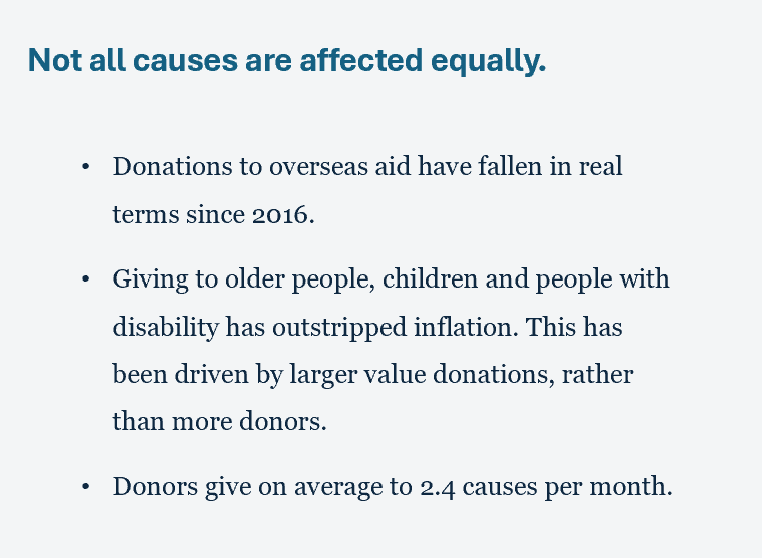 Not all causes are affected equally.
• Donations to overseas aid have fallen in real
terms since 2016.
• Giving to older people, children and people with
disability has outstripped inflation. This has
been driven by larger value donations, rather
than more donors.
• Donors give on average to 2.4 causes per month.